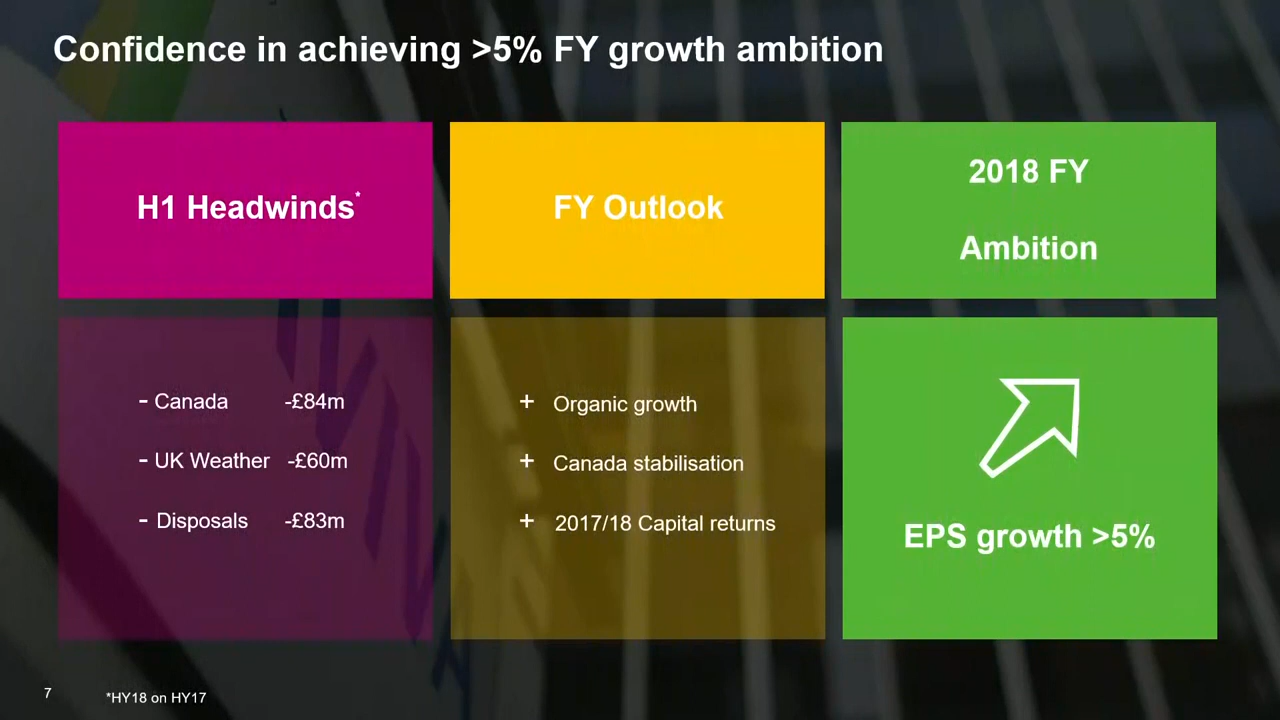 Confidence in achieving >5% FY growth ambition
H1 Headwinds*
- Canada -£84m
- UK Weather -£60m
- Disposals -£83m
FY Outlook
+ Organic growth
+ Canada stabilisation
+ 2017/18 Capital returns
2018 FY
Ambition
EPS growth >5%
7
*HY18 on HY17